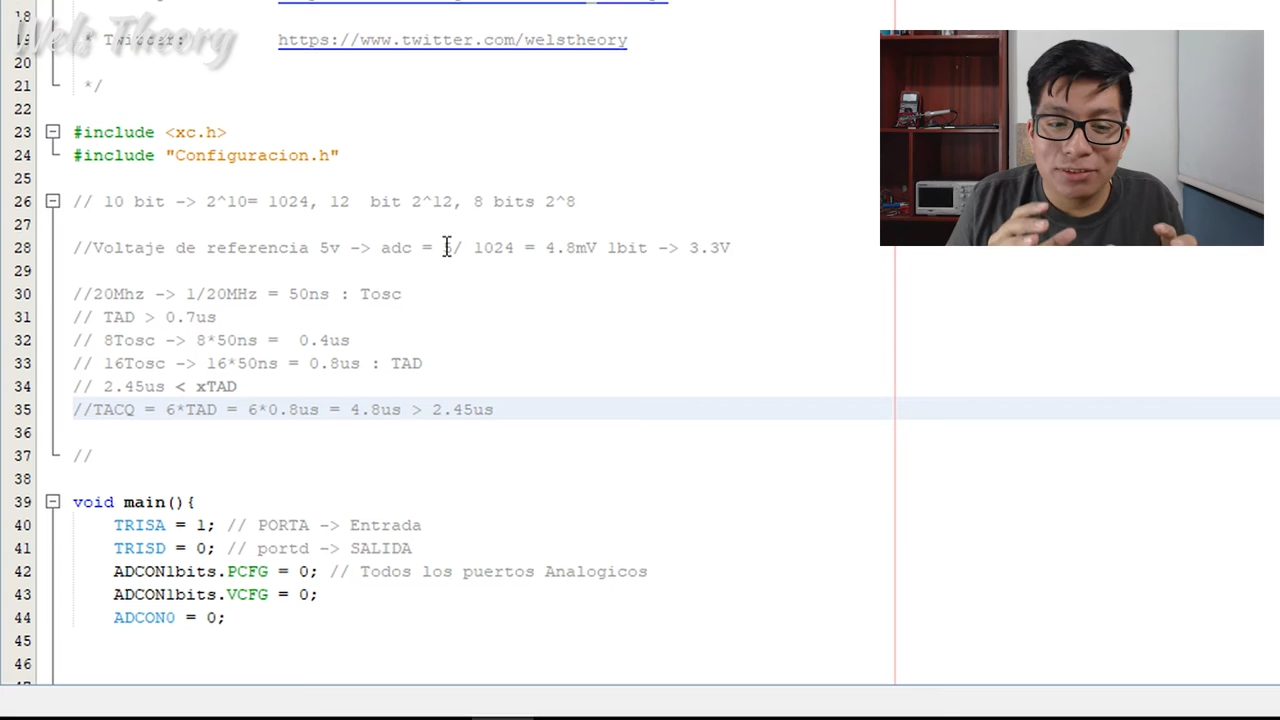 Wels Theory
18
19 * Twitter: https://www.twitter.com/welstheory
20
21 */
22
23 #include <xc.h>
24 #include "Configuracion.h"
25
26 // 10 bit -> 2^10= 1024, 12  bit 2^12, 8 bits 2^8
27
28 //Voltaje de referencia 5v -> adc = 5/ 1024 = 4.8mV 1bit -> 3.3V
29
30 //20Mhz -> 1/20MHz = 50ns : Tosc
31 // TAD > 0.7us
32 // 8Tosc -> 8*50ns =  0.4us
33 // 16Tosc -> 16*50ns = 0.8us : TAD
34 // 2.45us < xTAD
35 //TACQ = 6*TAD = 6*0.8us = 4.8us > 2.45us
36
37 //
38
39 void main(){
40 TRISA = 1; // PORTA -> Entrada
41 TRISD = 0; // portd -> SALIDA
42 ADCON1bits.PCFG = 0; // Todos los puertos Analogicos
43 ADCON1bits.VCFG = 0;
44 ADCON0 = 0;
45
46